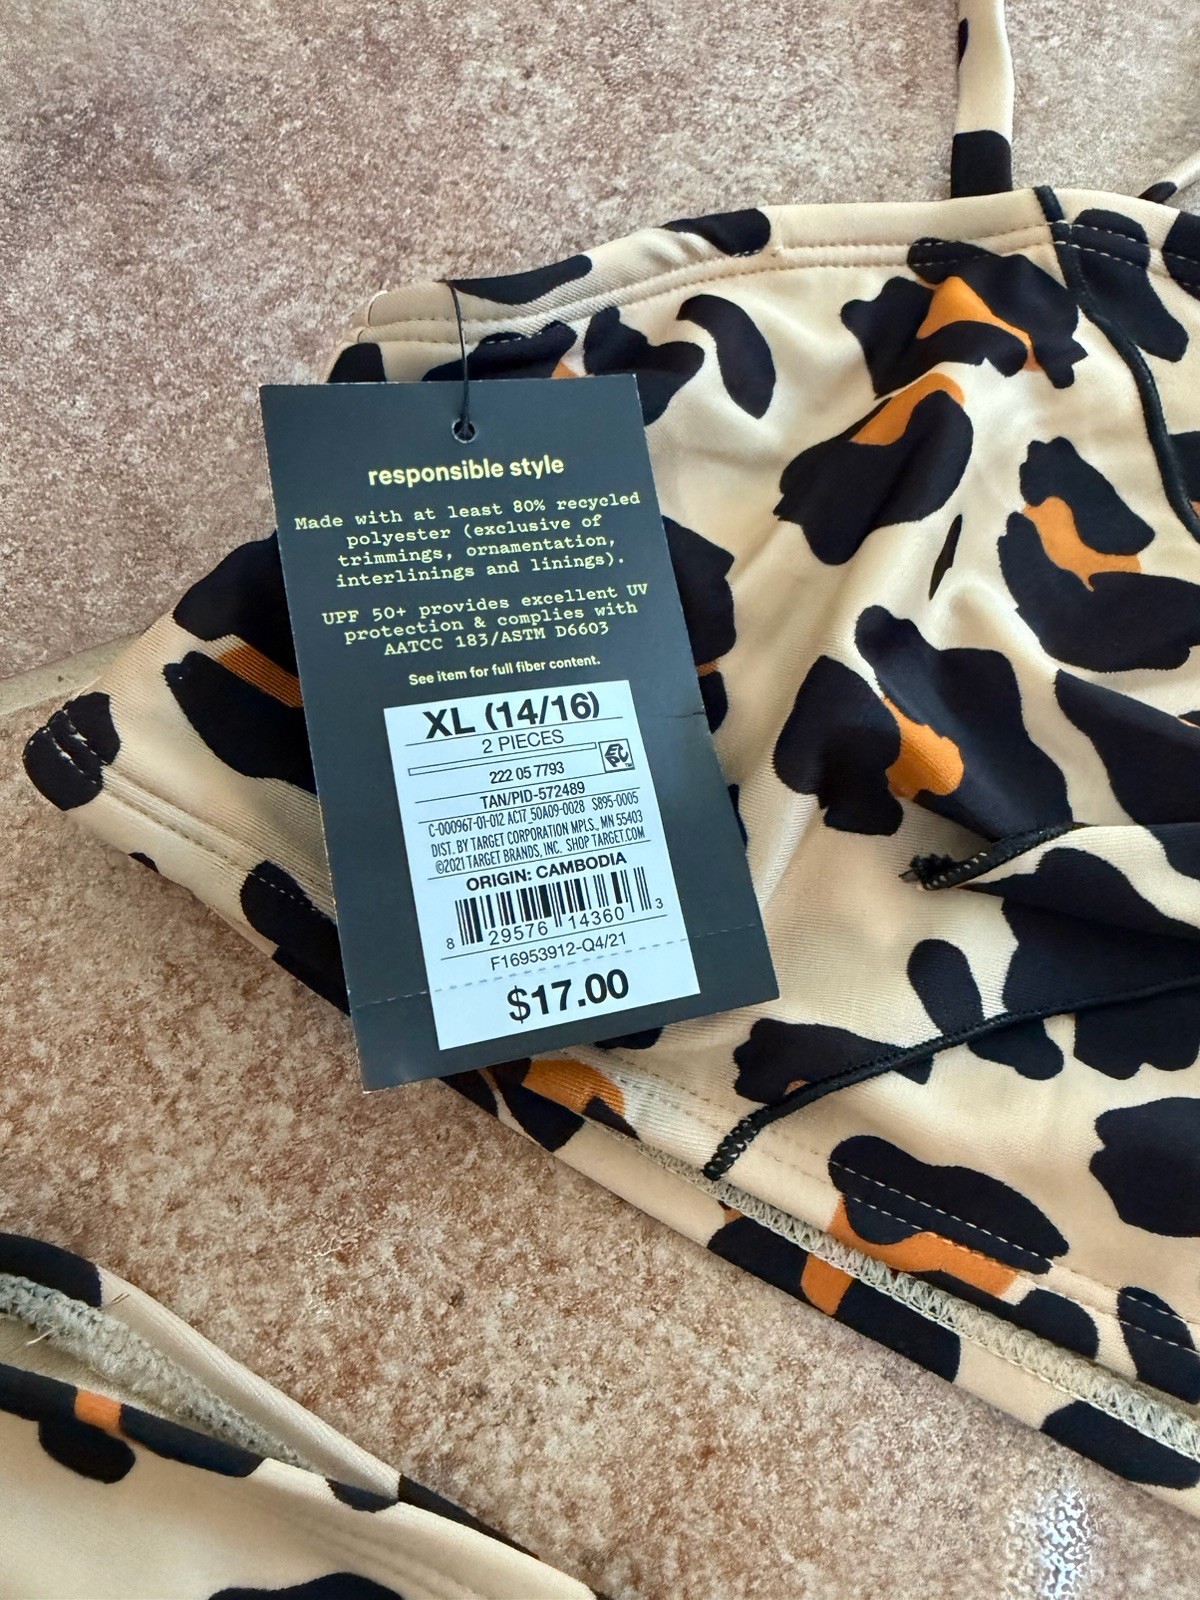 responsible style
Made with at least 80% recycled
polyester (exclusive of
trimmings, ornamentation,
interlinings and linings).
UPF 50+ provides excellent UV
protection & complies with
AATCC 183/ASTM D6603
See item for full fiber content.
XL (14/16)
2 PIECES
EPC™
222 05 7793
TAN/PID-572489
C-000967-01-012 AC17_50A09-0028 S895-0005
DIST. BY TARGET CORPORATION MPLS., MN 55403
©2021 TARGET BRANDS, INC. SHOP TARGET.COM
ORIGIN: CAMBODIA
8 29576 14360 3
F16953912-Q4/21
$17.00